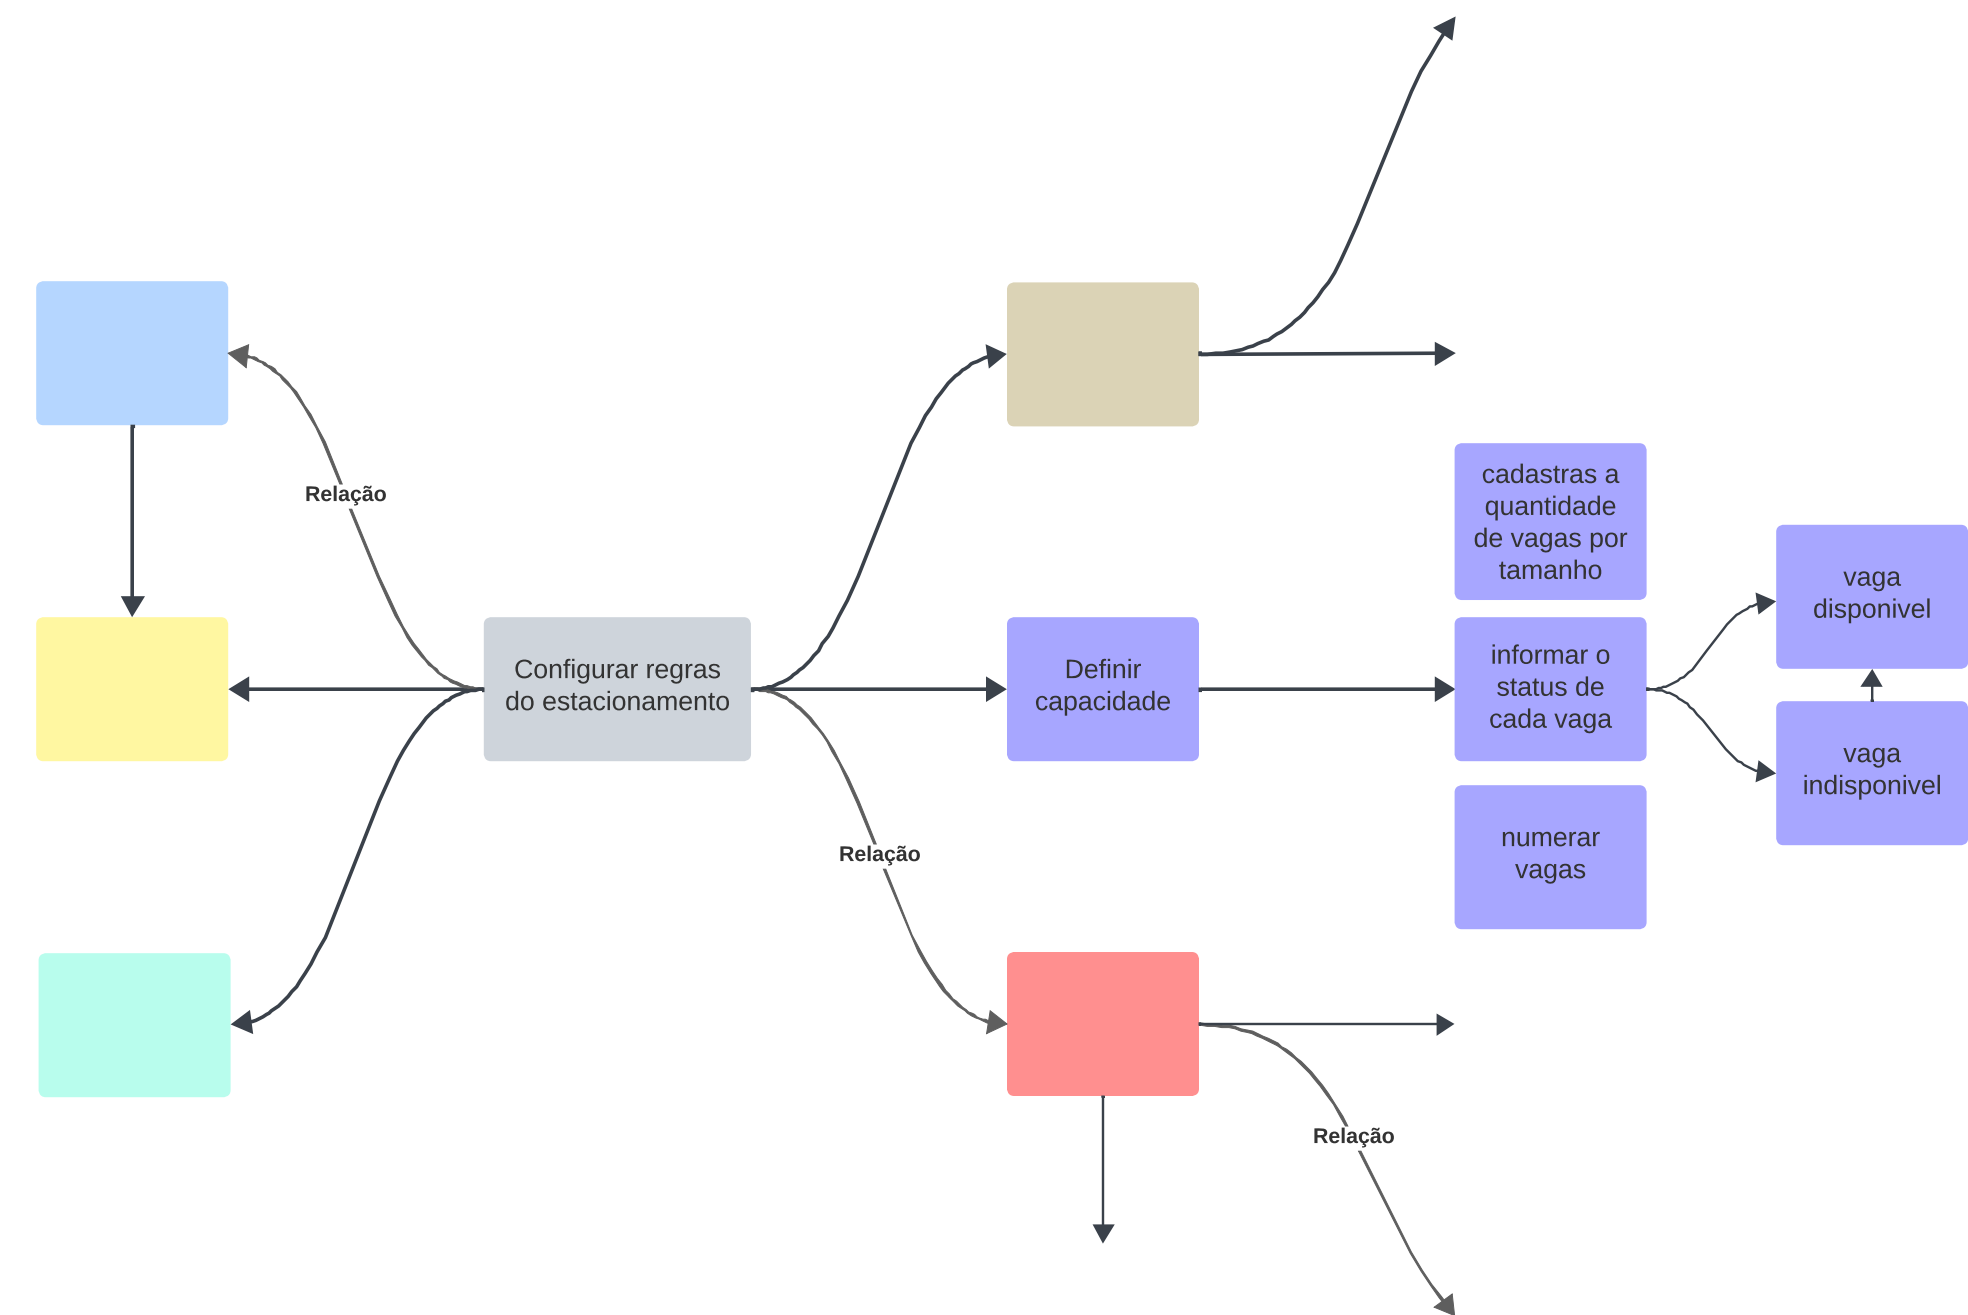 Relação
Configurar regras
do estacionamento
Relação
Definir
capacidade
cadastras a
quantidade
de vagas por
tamanho
informar o
status de
cada vaga
numerar
vagas
vaga
disponivel
vaga
indisponivel
Relação